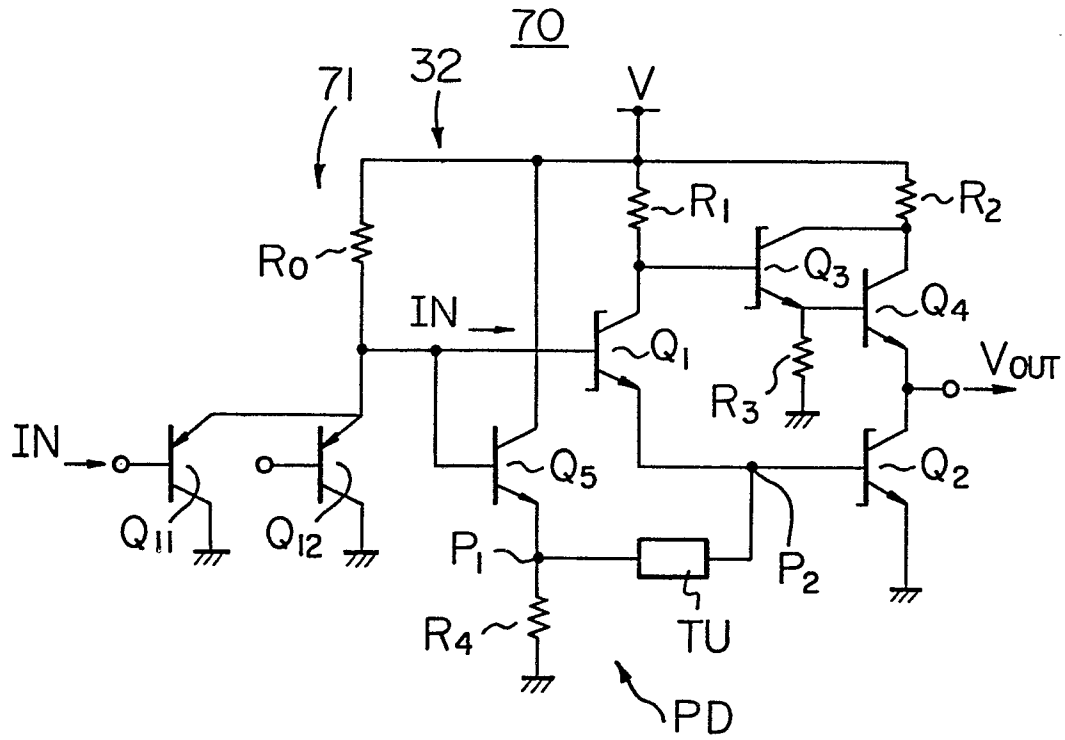 70
71
32
V
R1
R2
R0
Q3
IN
Q4
Q1
VOUT
R3
IN
Q5
Q2
Q11
Q12
P1
P2
R4
TU
PD